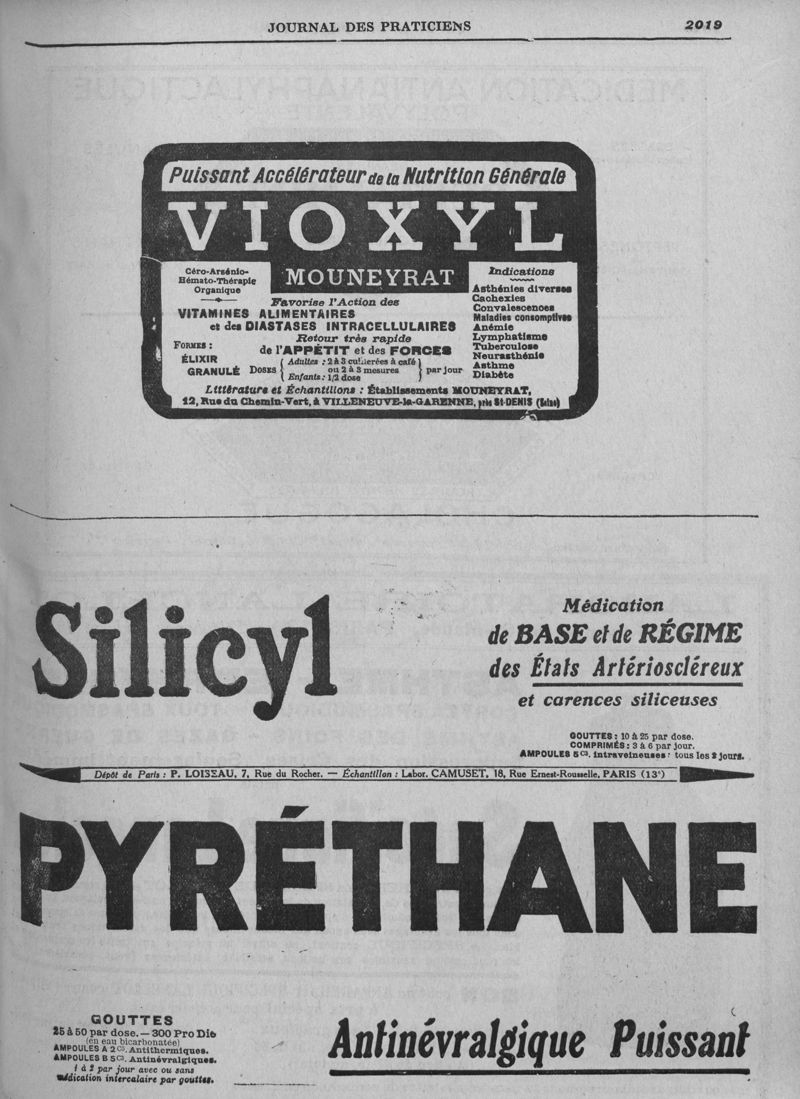 JOURNAL DES PRATICIENS 2019
Puissant Accélérateur de la Nutrition Générale
VIOXYL
MOUNEYRAT
Céro-Arsénio-
Hémato-Thérapie
Organique
Favorise l'Action des
VITAMINES ALIMENTAIRES
et des DIASTASES INTRACELLULAIRES
Retour très rapide
de l'APPÉTIT et des FORCES
FORMES :
ÉLIXIR
GRANULÉ
DOSES
Adultes : 2 à 3 cuillerées à café
ou 2 à 3 mesures
Enfants : 1/2 dose
par jour
Indications
Asthénies diverses
Cachexies
Convalescences
Maladies consomptives
Anémie
Lymphatisme
Tuberculose
Neurasthénie
Asthme
Diabète
Littérature et Échantillons : Établissements MOUNEYRAT,
12, Rue du Chemin-Vert, à VILLENEUVE-la-GARENNE, près St-DENIS (Seine)
Silicyl
Médication
de BASE et de RÉGIME
des États Artérioscléreux
et carences siliceuses
GOUTTES : 10 à 25 par dose.
COMPRIMÉS : 3 à 6 par jour.
AMPOULES 5 cs. intraveineuses : tous les 2 jours.
Dépôt de Paris : P. LOISEAU, 7, Rue du Rocher. — Échantillon : Labor. CAMUSET, 18, Rue Ernest-Rousselle, PARIS (13e)
PYRÉTHANE
GOUTTES
25 à 50 par dose. — 300 Pro Die
(en eau bicarbonatée)
AMPOULES A 2 cs. Antithermiques.
AMPOULES B 5 cs. Antinévralgiques.
1 à 2 par jour avec ou sans
médication intercalaire par gouttes.
Antinévralgique Puissant